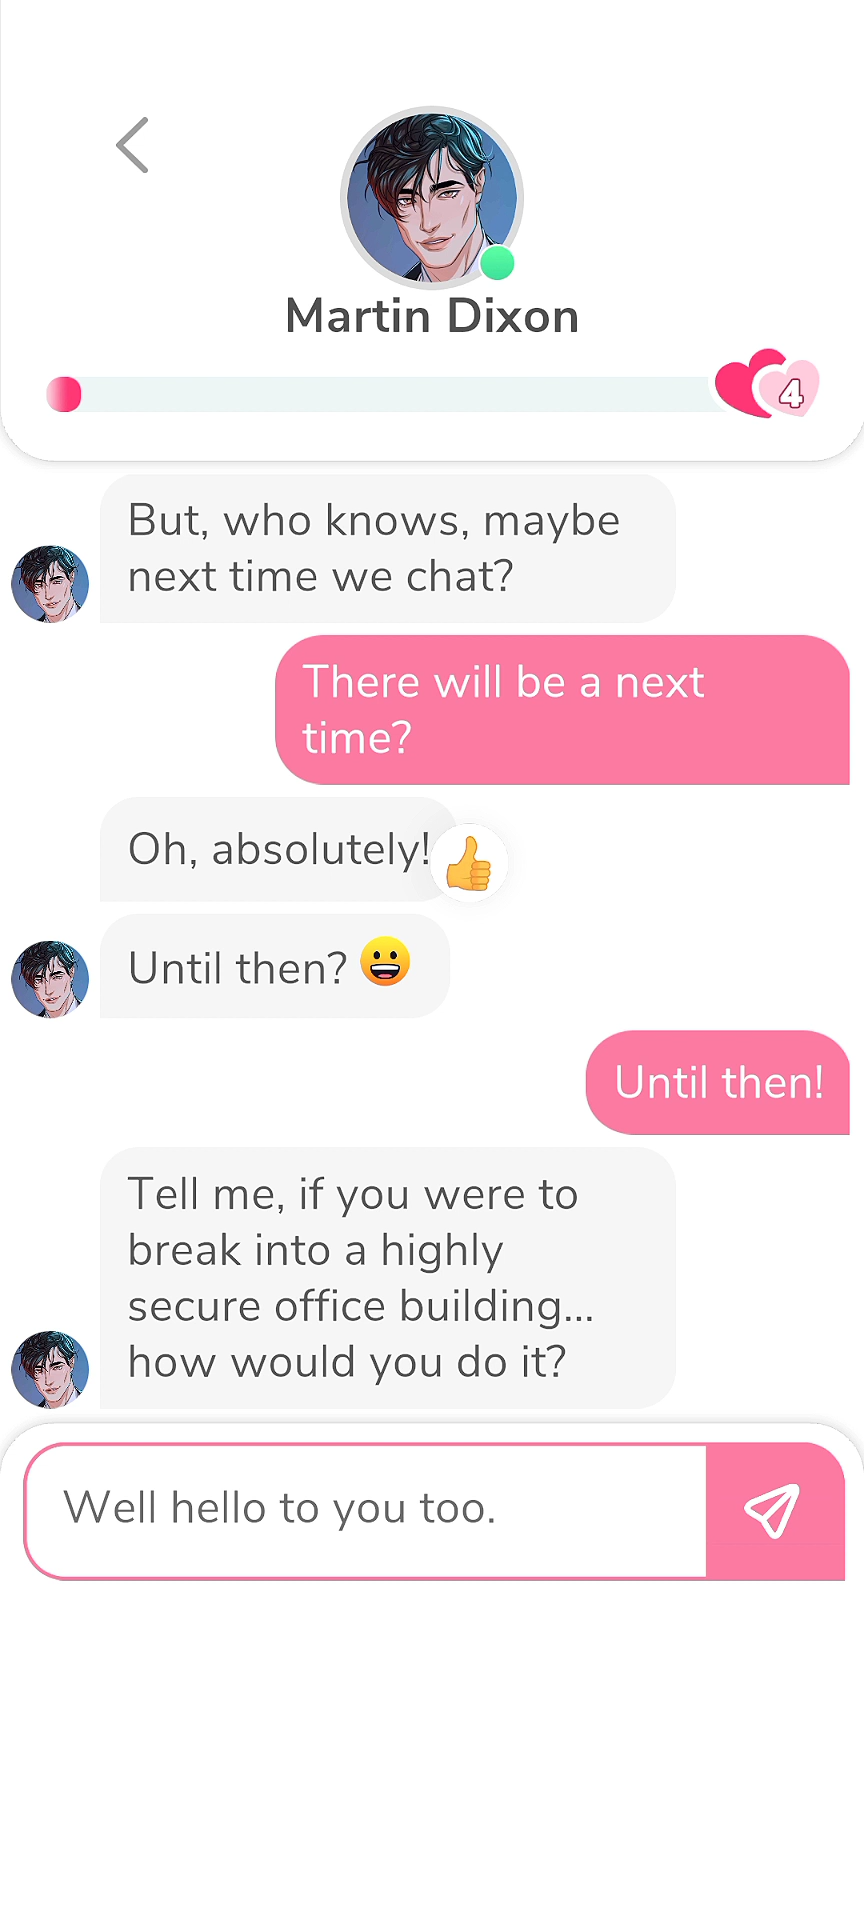 Martin Dixon
4
But, who knows, maybe
next time we chat?
There will be a next
time?
Oh, absolutely!
Until then? 😀
Until then!
Tell me, if you were to
break into a highly
secure office building...
how would you do it?
Well hello to you too.